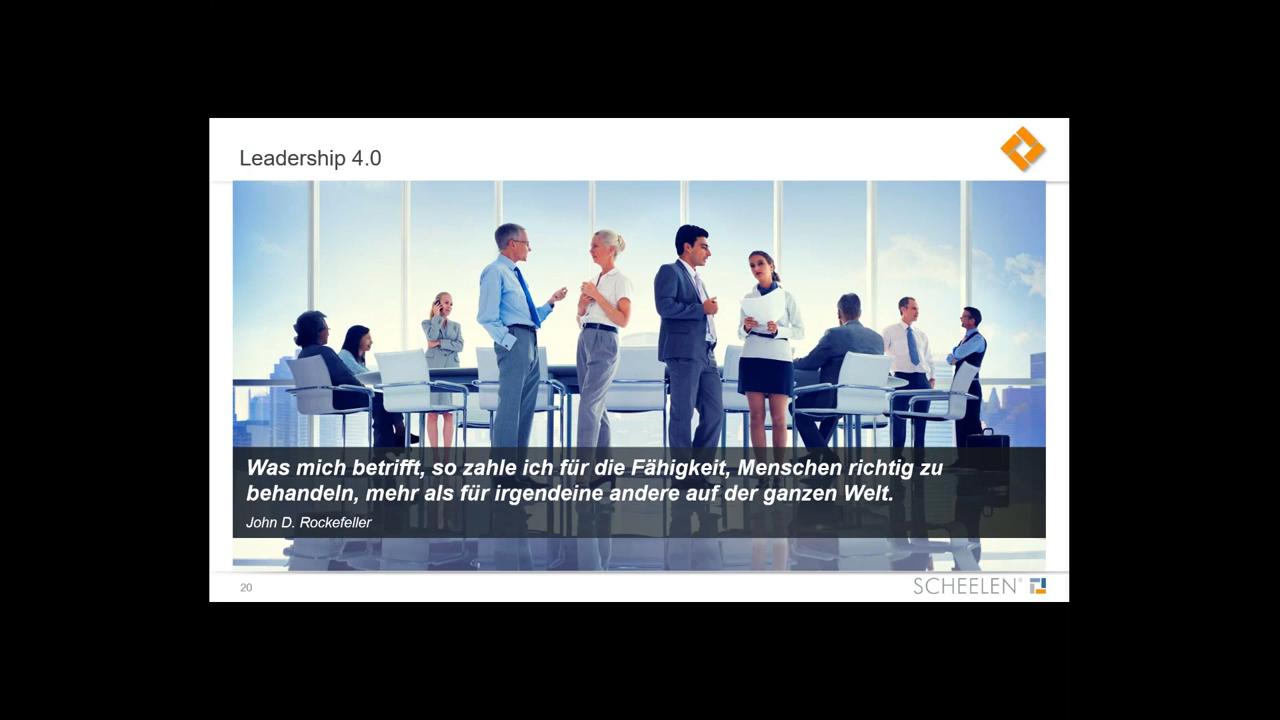 Leadership 4.0
Was mich betrifft, so zahle ich für die Fähigkeit, Menschen richtig zu
behandeln, mehr als für irgendeine andere auf der ganzen Welt.
John D. Rockefeller
20
SCHEELEN®